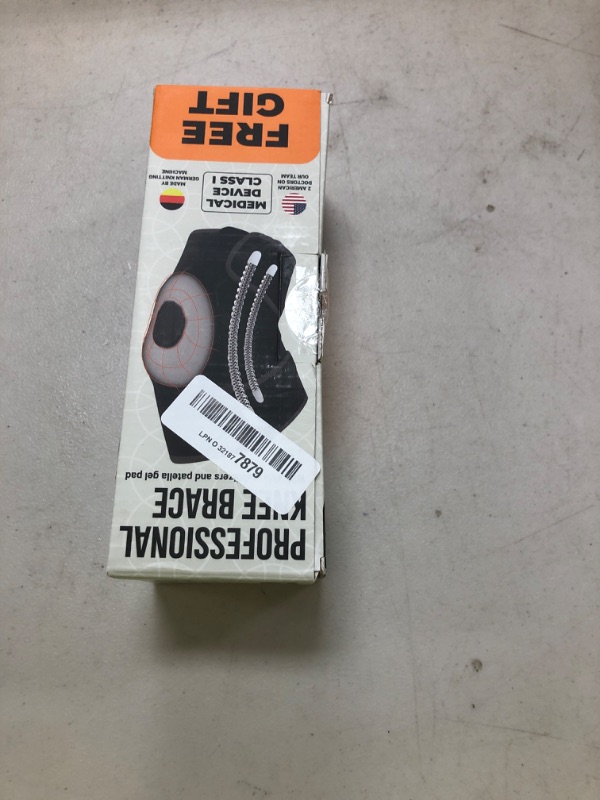 PROFESSIONAL
KNEE BRACE
izers and patella gel pad
LPN O 32187 7879
2 AMERICAN
DOCTORS ON
OUR TEAM
MEDICAL
DEVICE
CLASS I
MADE BY
GERMAN KNITTING
MACHINE
FREE
GIFT